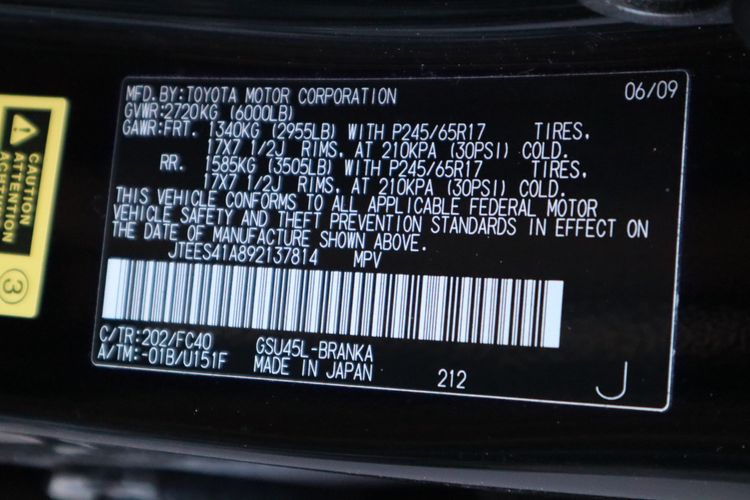 MFD.BY:TOYOTA MOTOR CORPORATION 06/09
GVWR:2720KG (6000LB)
GAWR:FRT. 1340KG (2955LB) WITH P245/65R17 TIRES,
17X7 1/2J RIMS, AT 210KPA (30PSI) COLD.
RR. 1585KG (3505LB) WITH P245/65R17 TIRES,
17X7 1/2J RIMS, AT 210KPA (30PSI) COLD.
THIS VEHICLE CONFORMS TO ALL APPLICABLE FEDERAL MOTOR
VEHICLE SAFETY AND THEFT PREVENTION STANDARDS IN EFFECT ON
THE DATE OF MANUFACTURE SHOWN ABOVE.
JTEES41A892137814 MPV
C/TR:202/FC40 GSU45L-BRANKA
A/TM:-01B/U151F MADE IN JAPAN 212 J
CAUTION
ATTENTION
3